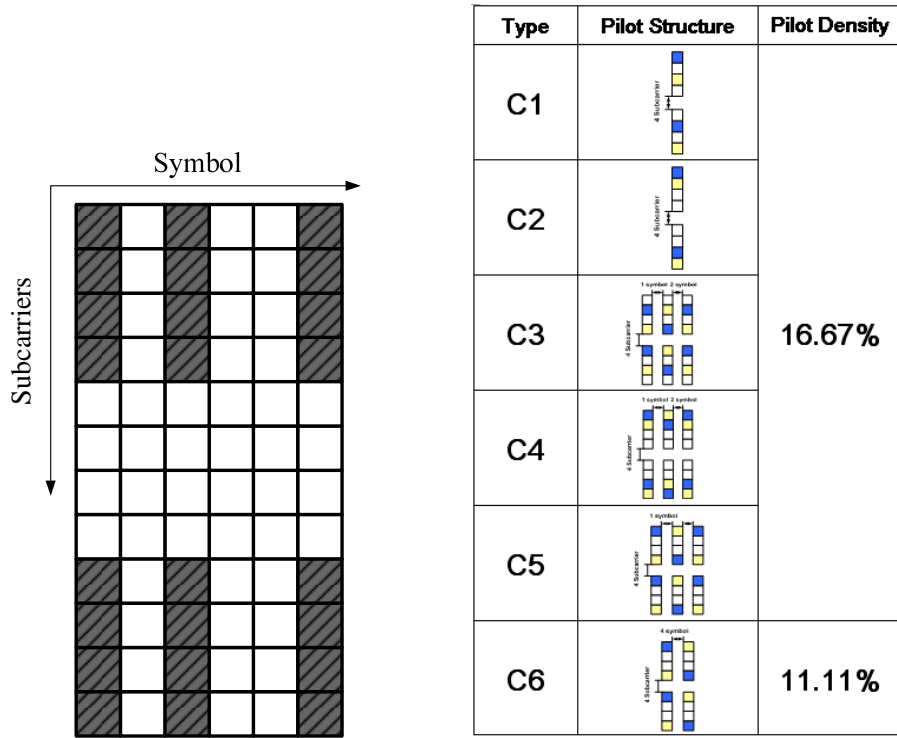 Symbol
Subcarriers
Type Pilot Structure Pilot Density
C1
4 Subcarrier
C2
4 Subcarrier
C3
1 symbol 2 symbol
4 Subcarrier
16.67%
C4
1 symbol 2 symbol
4 Subcarrier
C5
1 symbol
4 Subcarrier
C6
4 symbol
4 Subcarrier
11.11%